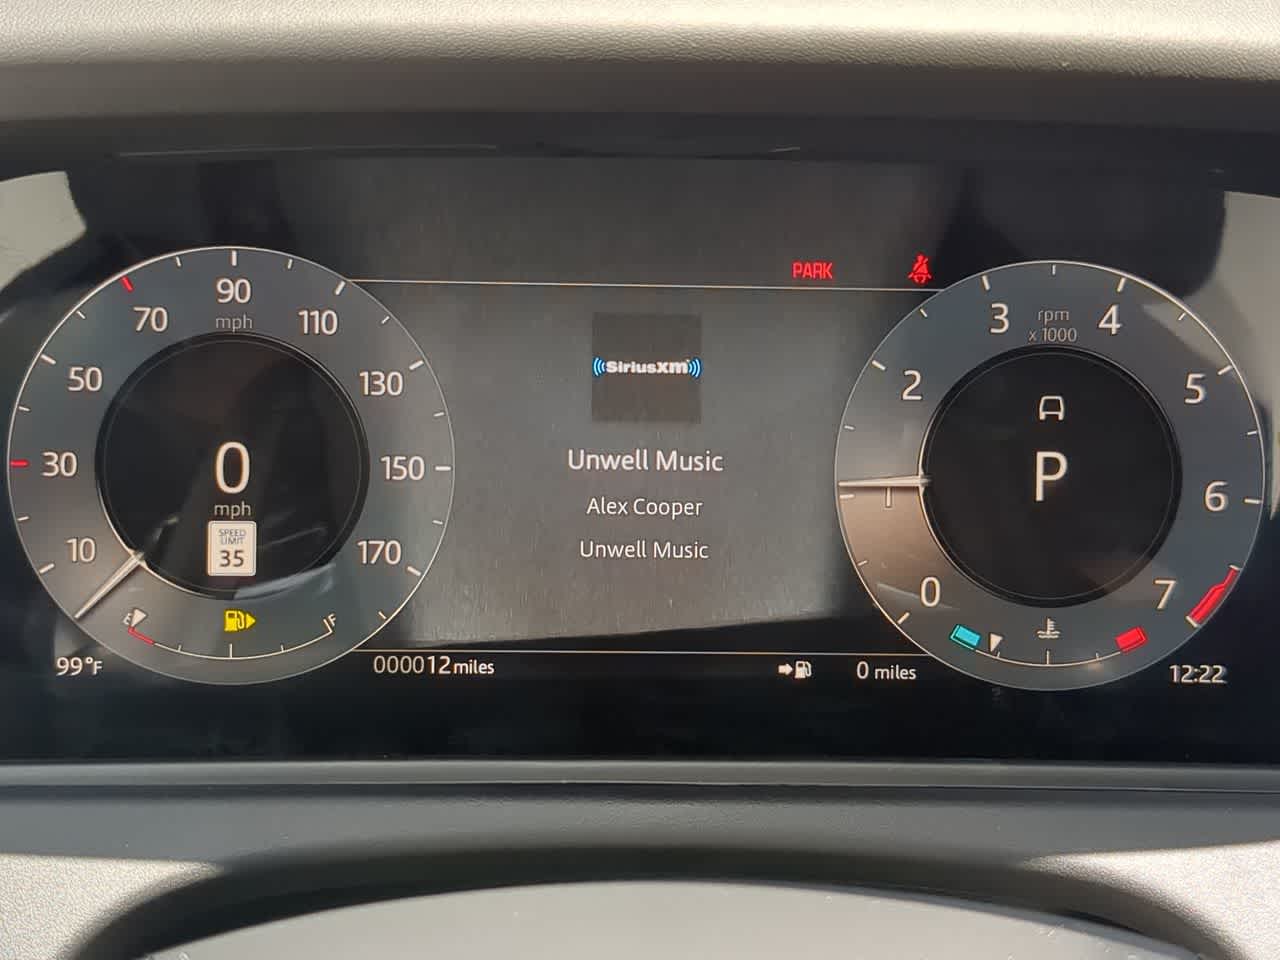 PARK
10
30
50
70
90
mph
110
130
150
170
0
mph
SPEED
LIMIT
35
E
F
99°F
000012 miles
SiriusXM
Unwell Music
Alex Cooper
Unwell Music
0 miles
0
1
2
3
rpm
x 1000
4
5
6
7
P
12:22